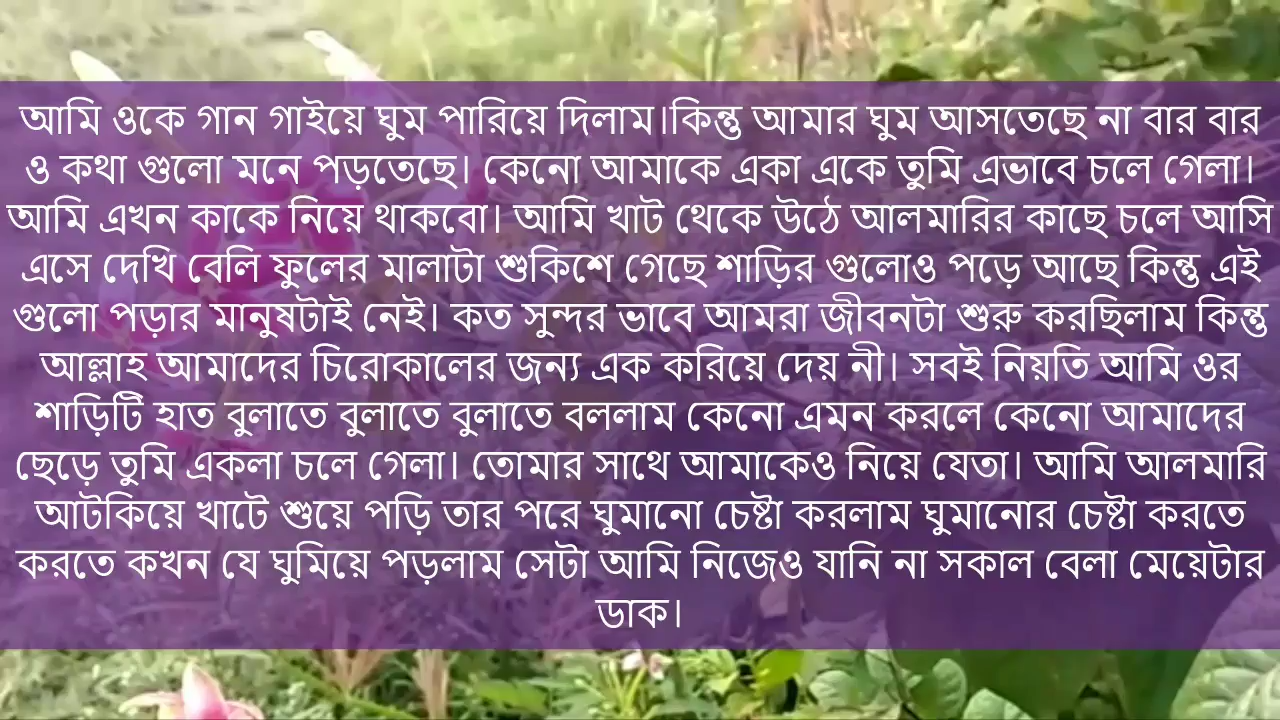 আমি ওকে গান গাইয়ে ঘুম পারিয়ে দিলাম।কিন্তু আমার ঘুম আসতেছে না বার বার
ও কথা গুলো মনে পড়তেছে। কেনো আমাকে একা একে তুমি এভাবে চলে গেলা।
আমি এখন কাকে নিয়ে থাকবো। আমি খাট থেকে উঠে আলমারির কাছে চলে আসি
এসে দেখি বেলি ফুলের মালাটা শুকিশে গেছে শাড়ির গুলোও পড়ে আছে কিন্তু এই
গুলো পড়ার মানুষটাই নেই। কত সুন্দর ভাবে আমরা জীবনটা শুরু করছিলাম কিন্তু
আল্লাহ আমাদের চিরোকালের জন্য এক করিয়ে দেয় নী। সবই নিয়তি আমি ওর
শাড়িটি হাত বুলাতে বুলাতে বুলাতে বললাম কেনো এমন করলে কেনো আমাদের
ছেড়ে তুমি একলা চলে গেলা। তোমার সাথে আমাকেও নিয়ে যেতা। আমি আলমারি
আটকিয়ে খাটে শুয়ে পড়ি তার পরে ঘুমানো চেষ্টা করলাম ঘুমানোর চেষ্টা করতে
করতে কখন যে ঘুমিয়ে পড়লাম সেটা আমি নিজেও যানি না সকাল বেলা মেয়েটার
ডাক।